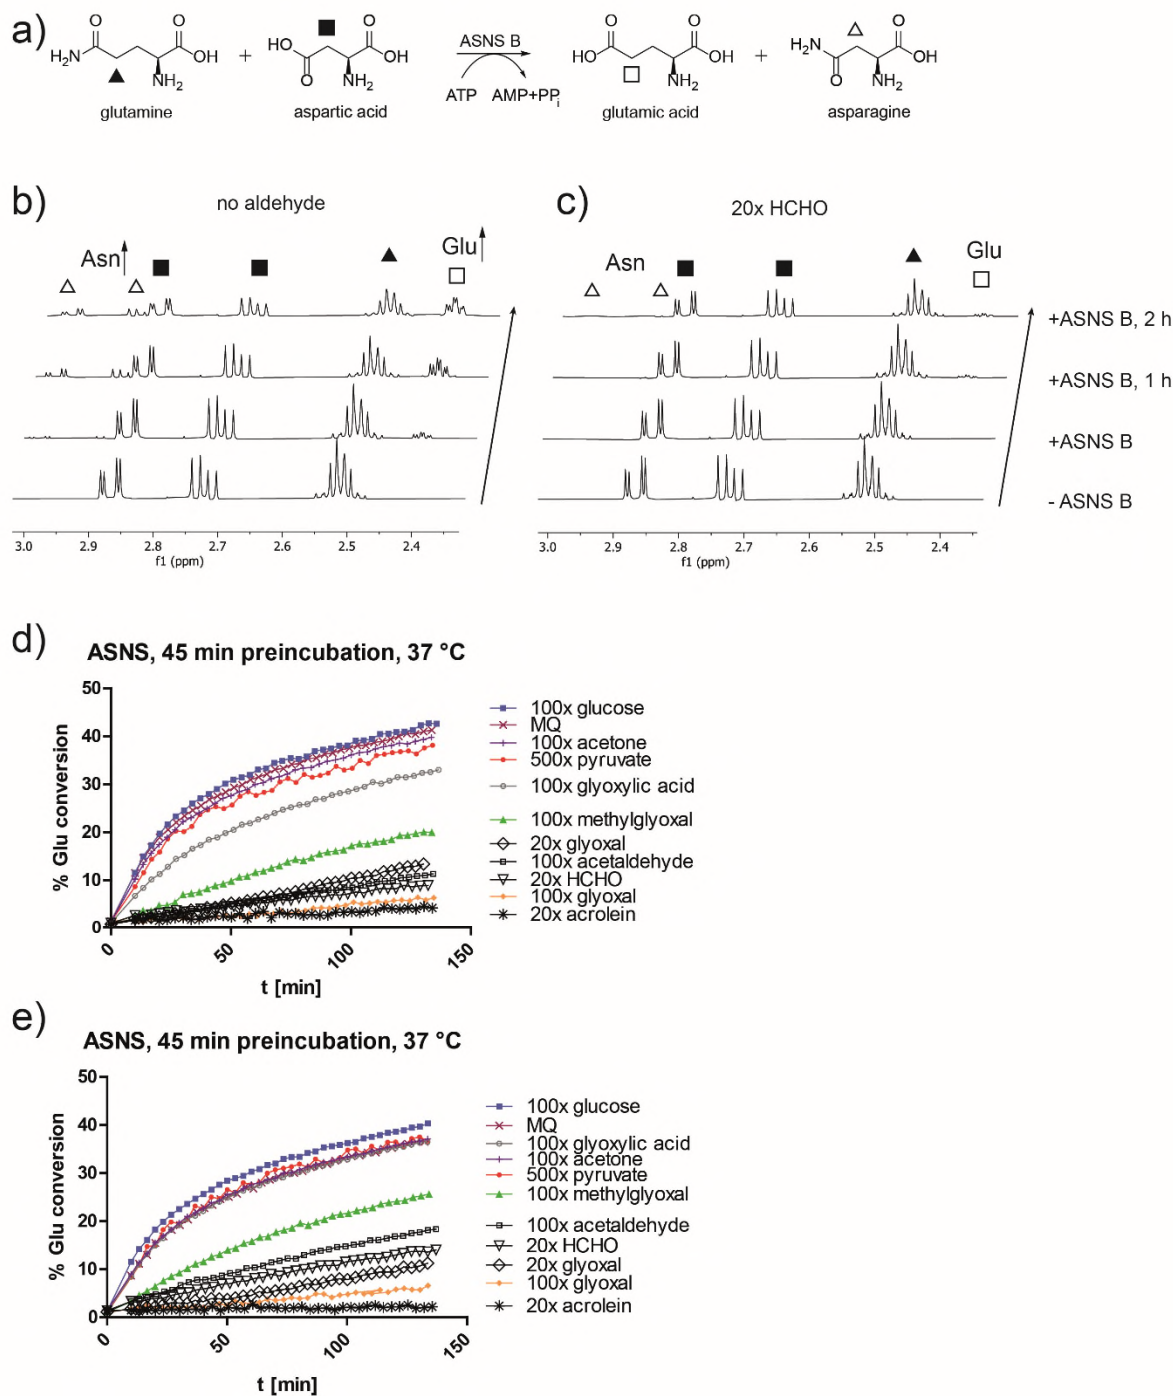 a)
O
O
H₂N
OH
NH₂
glutamine
+
O
HO
OH
O
NH₂
aspartic acid
ASNS B
ATP
AMP+PPi
O
O
HO
OH
NH₂
glutamic acid
+
O
H₂N
OH
O
NH₂
asparagine
b)
no aldehyde
Asn
Glu
3.0 2.9 2.8 2.7 2.6 2.5 2.4
f1 (ppm)
c)
20x HCHO
Asn
Glu
+ASNS B, 2 h
+ASNS B, 1 h
+ASNS B
- ASNS B
3.0 2.9 2.8 2.7 2.6 2.5 2.4
f1 (ppm)
d)
ASNS, 45 min preincubation, 37 °C
% Glu conversion
50
40
30
20
10
0
0 50 100 150
t [min]
100x glucose
MQ
100x acetone
500x pyruvate
100x glyoxylic acid
100x methylglyoxal
20x glyoxal
100x acetaldehyde
20x HCHO
100x glyoxal
20x acrolein
e)
ASNS, 45 min preincubation, 37 °C
% Glu conversion
50
40
30
20
10
0
0 50 100 150
t [min]
100x glucose
MQ
100x glyoxylic acid
100x acetone
500x pyruvate
100x methylglyoxal
100x acetaldehyde
20x HCHO
20x glyoxal
100x glyoxal
20x acrolein